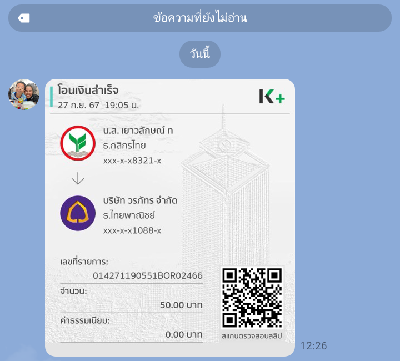 ข้อความที่ยังไม่อ่าน
วันนี้
โอนเงินสำเร็จ
27 ก.ย. 67 19:05 น.
K+
น.ส. เยาวลักษณ์ ท
ธ.กสิกรไทย
xxx-x-x8321-x
บริษัท วรภัทร จำกัด
ธ.ไทยพาณิชย์
xxx-x-x1088-x
เลขที่รายการ:
014271190551BOR02466
จำนวน:
50.00 บาท
ค่าธรรมเนียม:
0.00 บาท
สแกนตรวจสอบสลิป
12:26